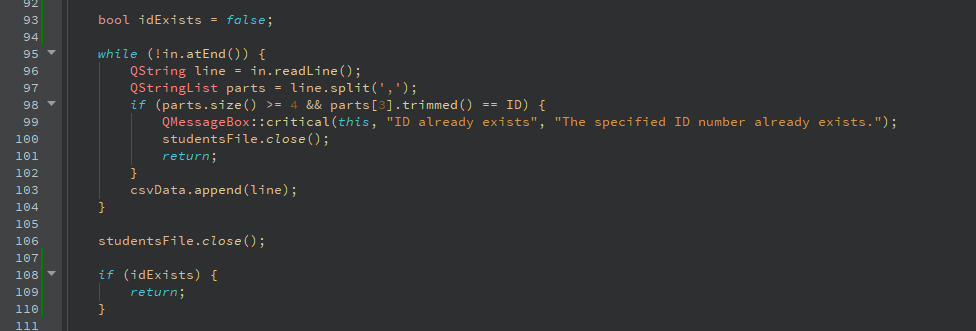 92
93 bool idExists = false;
94
95 while (!in.atEnd()) {
96 QString line = in.readLine();
97 QStringList parts = line.split(',');
98 if (parts.size() >= 4 && parts[3].trimmed() == ID) {
99 QMessageBox::critical(this, "ID already exists", "The specified ID number already exists.");
100 studentsFile.close();
101 return;
102 }
103 csvData.append(line);
104 }
105
106 studentsFile.close();
107
108 if (idExists) {
109 return;
110 }
111